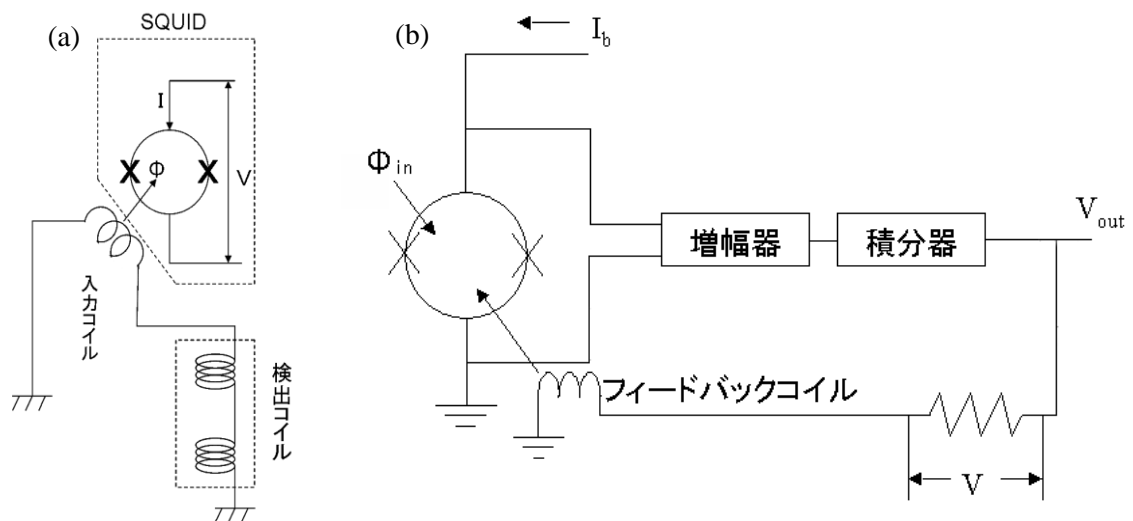 (a)
SQUID
I
Φ
V
入力コイル
検出コイル
(b)
I_b
Φ_in
増幅器
積分器
V_out
フィードバックコイル
V